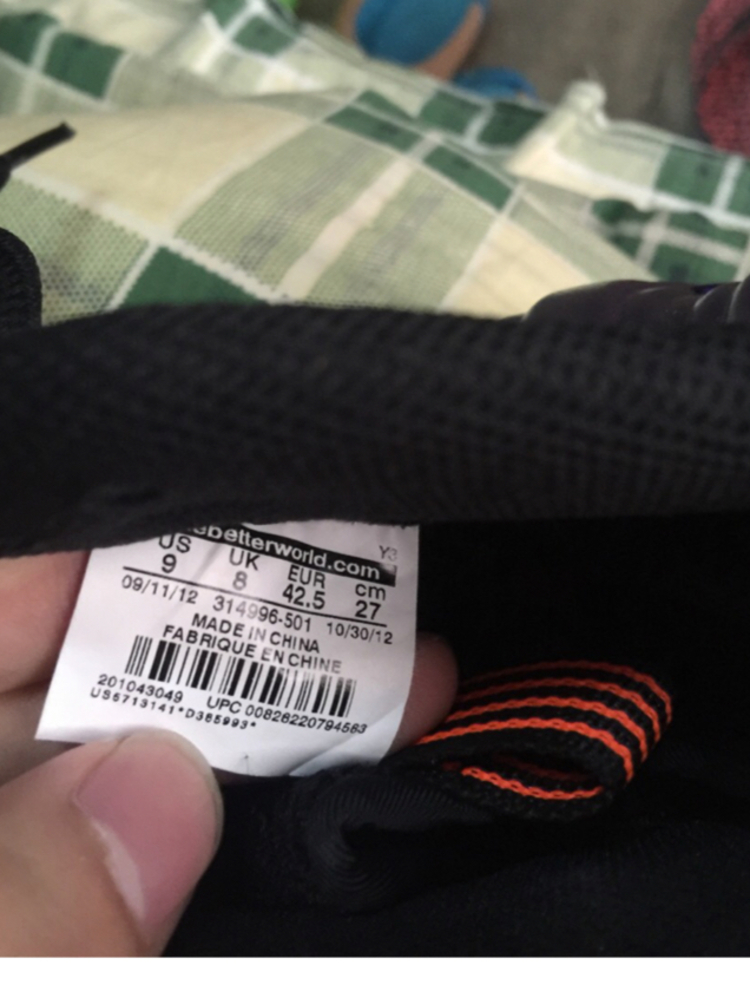 betterworld.com
Y3
US UK EUR cm
9 8 42.5 27
09/11/12 314996-501 10/30/12
MADE IN CHINA
FABRIQUE EN CHINE
201043049 UPC 00826220794563
US5713141*D385993*